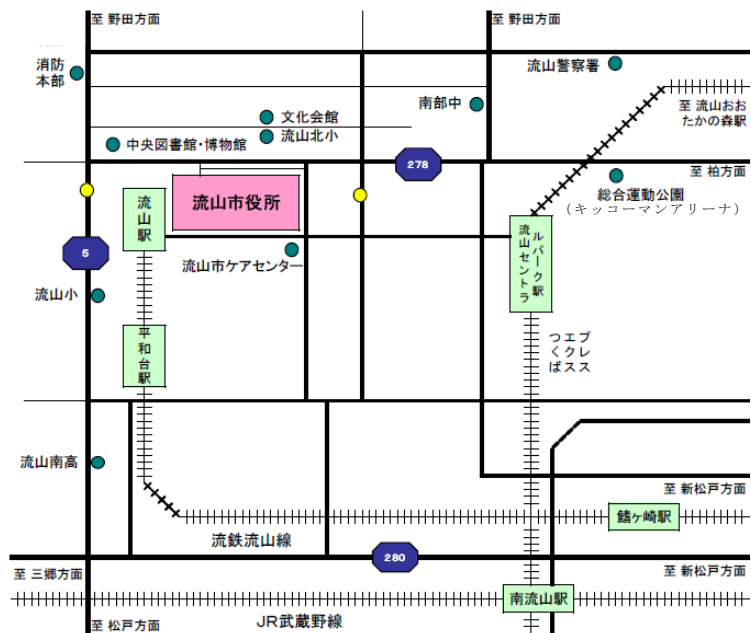 至 野田方面
至 野田方面
消防
本部
流山警察署
文化会館
南部中
至 流山おお
たかの森駅
流山北小
中央図書館・博物館
278
至 柏方面
流山市役所
総合運動公園
(キッコーマンアリーナ)
流山駅
流山セントラ
ルパーク駅
5
流山市ケアセンター
流山小
平和台駅
つくば
エクス
プレス
流山南高
至 新松戸方面
鰭ヶ崎駅
流鉄流山線
280
至 三郷方面
至 新松戸方面
南流山駅
至 松戸方面
JR武蔵野線